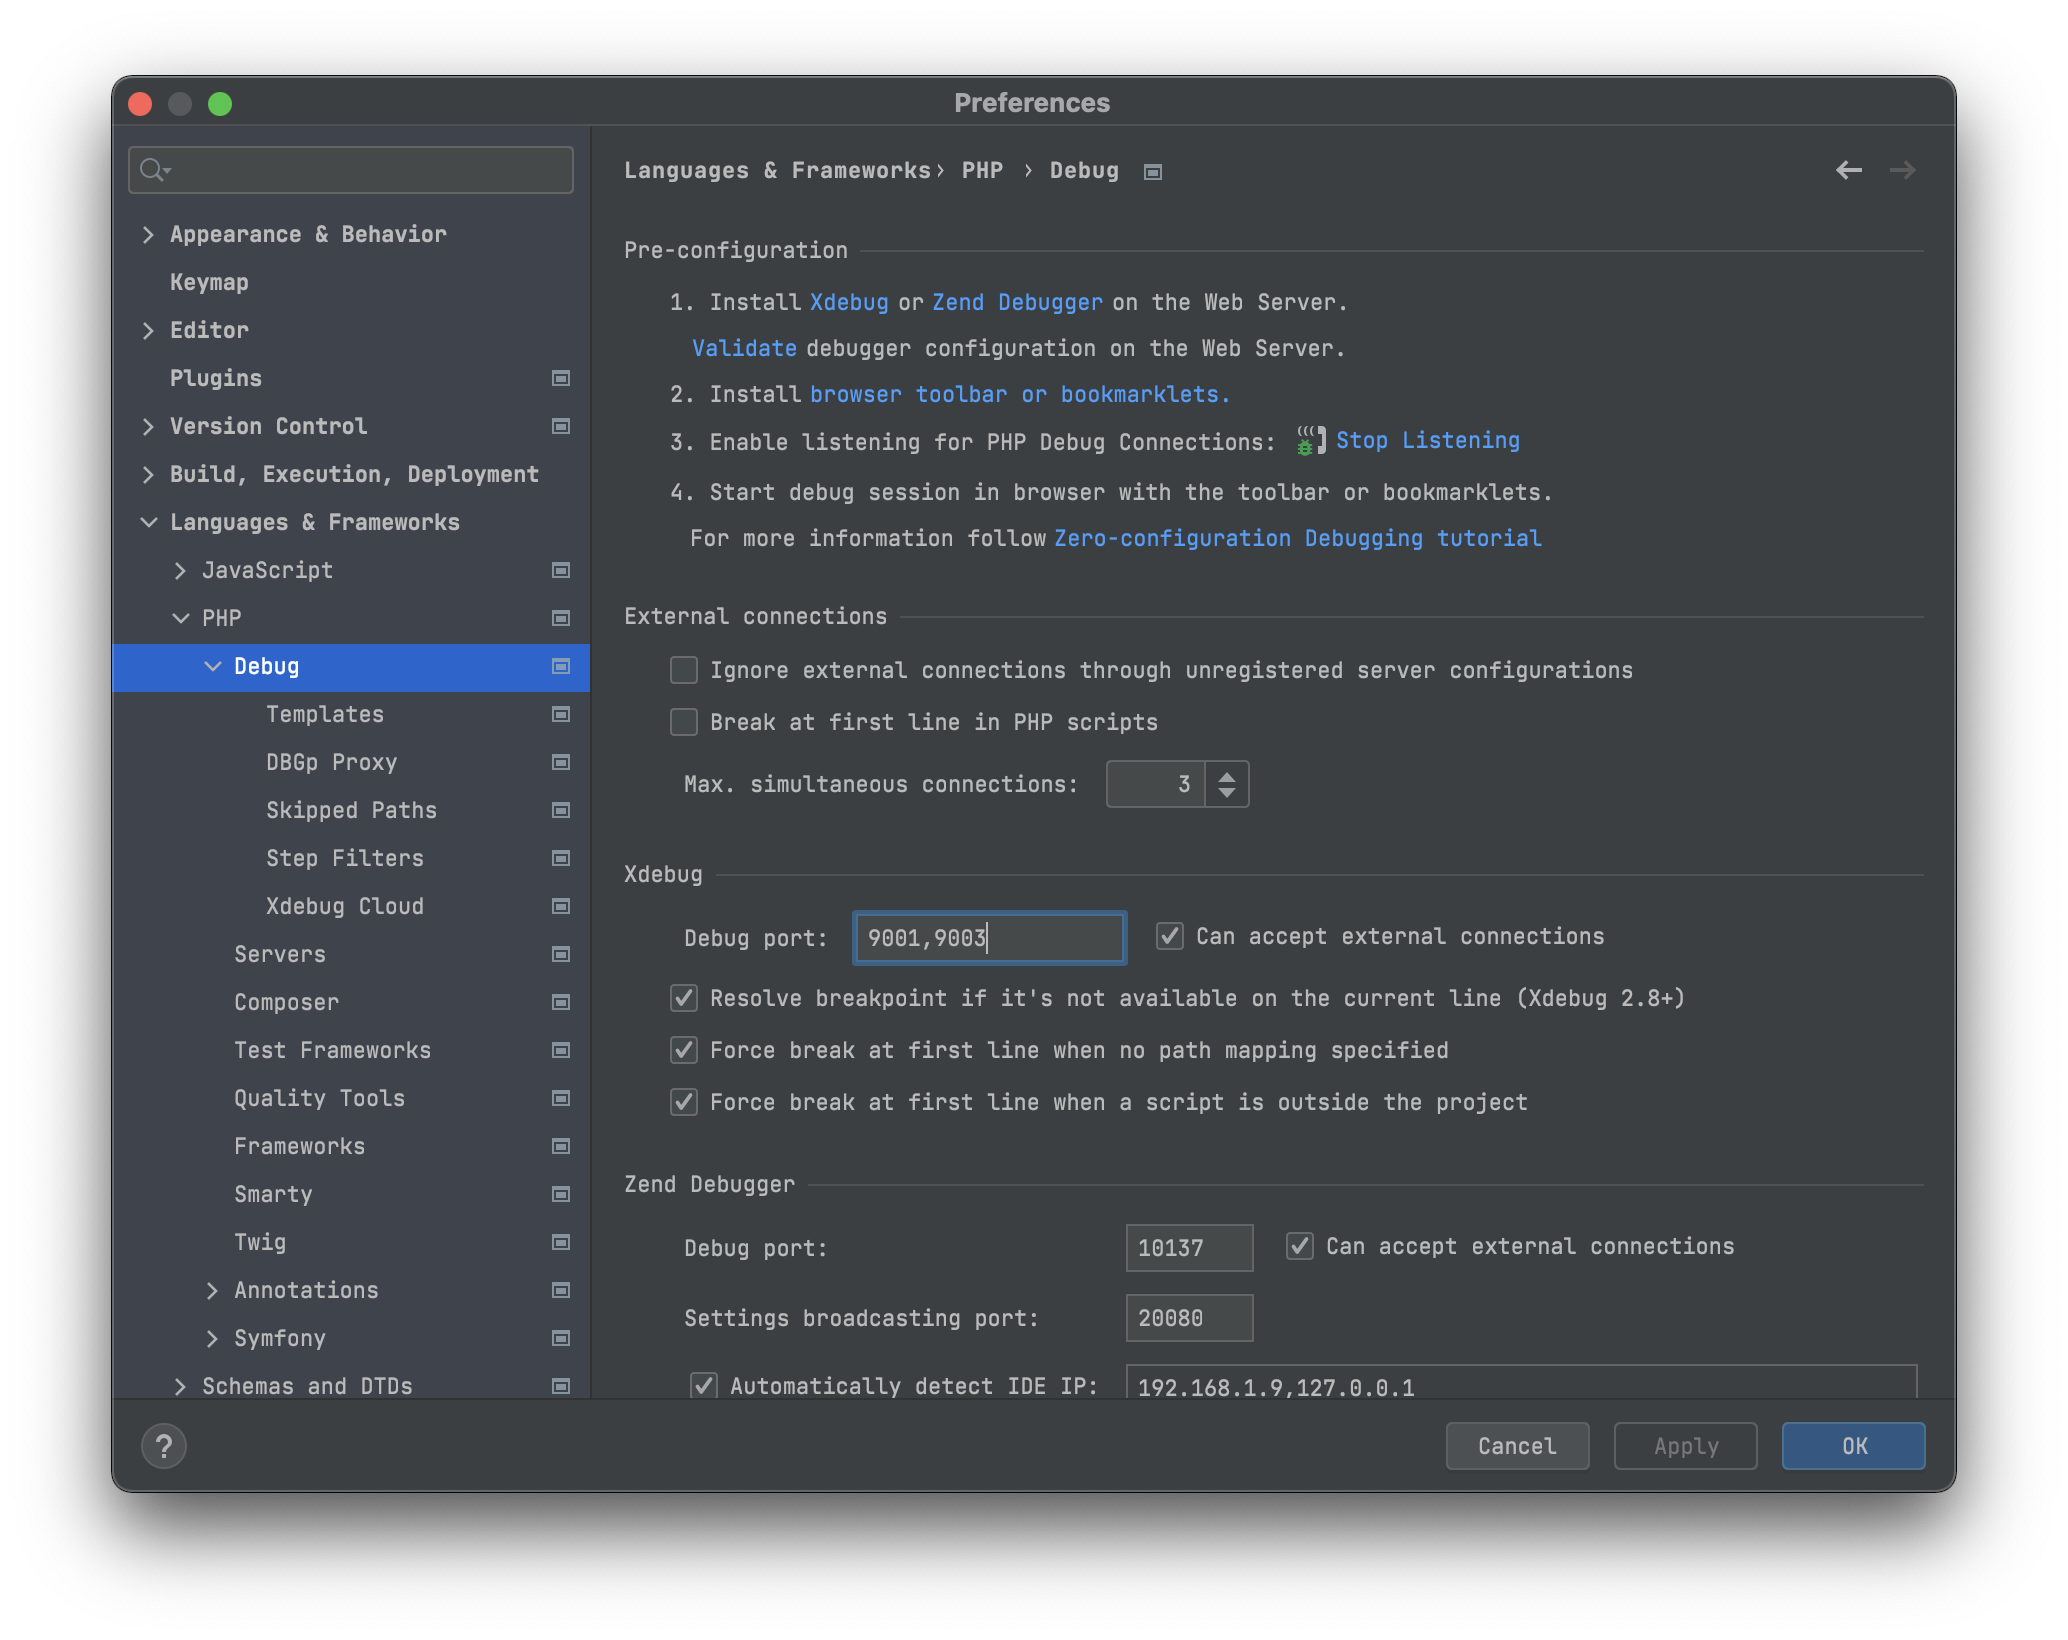 Preferences
Appearance & Behavior
Keymap
Editor
Plugins
Version Control
Build, Execution, Deployment
Languages & Frameworks
JavaScript
PHP
Debug
Templates
DBGp Proxy
Skipped Paths
Step Filters
Xdebug Cloud
Servers
Composer
Test Frameworks
Quality Tools
Frameworks
Smarty
Twig
Annotations
Symfony
Schemas and DTDs
Languages & Frameworks › PHP › Debug
Pre-configuration
1. Install Xdebug or Zend Debugger on the Web Server.
Validate debugger configuration on the Web Server.
2. Install browser toolbar or bookmarklets.
3. Enable listening for PHP Debug Connections: Stop Listening
4. Start debug session in browser with the toolbar or bookmarklets.
For more information follow Zero-configuration Debugging tutorial
External connections
Ignore external connections through unregistered server configurations
Break at first line in PHP scripts
Max. simultaneous connections: 3
Xdebug
Debug port: 9001,9003 Can accept external connections
Resolve breakpoint if it's not available on the current line (Xdebug 2.8+)
Force break at first line when no path mapping specified
Force break at first line when a script is outside the project
Zend Debugger
Debug port: 10137 Can accept external connections
Settings broadcasting port: 20080
Automatically detect IDE IP: 192.168.1.9,127.0.0.1
? Cancel Apply OK